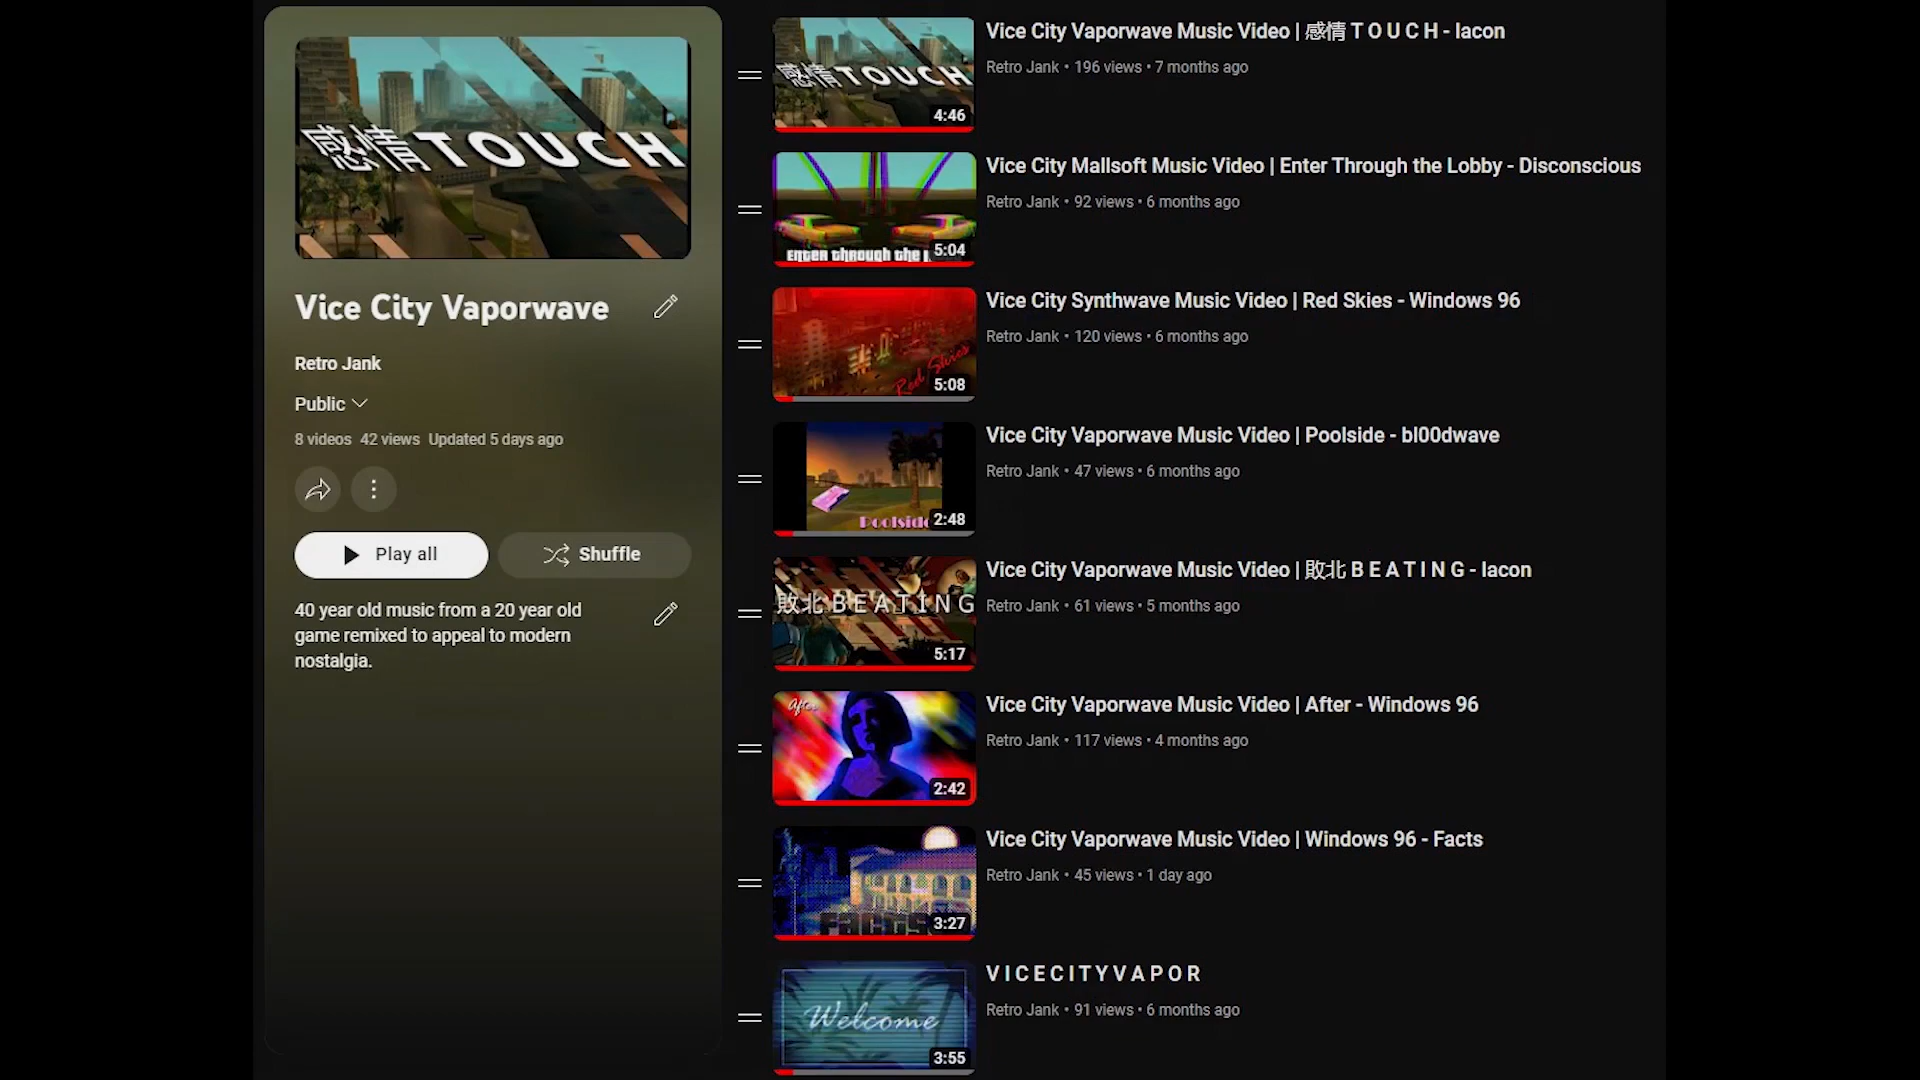 感情TOUCH
Vice City Vaporwave
Retro Jank
Public
8 videos 42 views Updated 5 days ago
Play all
Shuffle
40 year old music from a 20 year old
game remixed to appeal to modern
nostalgia.
感情TOUCH
4:46
Vice City Vaporwave Music Video | 感情 T O U C H - Iacon
Retro Jank • 196 views • 7 months ago
Enter through the
5:04
Vice City Mallsoft Music Video | Enter Through the Lobby - Disconscious
Retro Jank • 92 views • 6 months ago
Red Skies
5:08
Vice City Synthwave Music Video | Red Skies - Windows 96
Retro Jank • 120 views • 6 months ago
Poolside
2:48
Vice City Vaporwave Music Video | Poolside - bl00dwave
Retro Jank • 47 views • 6 months ago
敗北 B E A T I N G
5:17
Vice City Vaporwave Music Video | 敗北 B E A T I N G - Iacon
Retro Jank • 61 views • 5 months ago
After
2:42
Vice City Vaporwave Music Video | After - Windows 96
Retro Jank • 117 views • 4 months ago
Facts
3:27
Vice City Vaporwave Music Video | Windows 96 - Facts
Retro Jank • 45 views • 1 day ago
Welcome
3:55
V I C E C I T Y V A P O R
Retro Jank • 91 views • 6 months ago